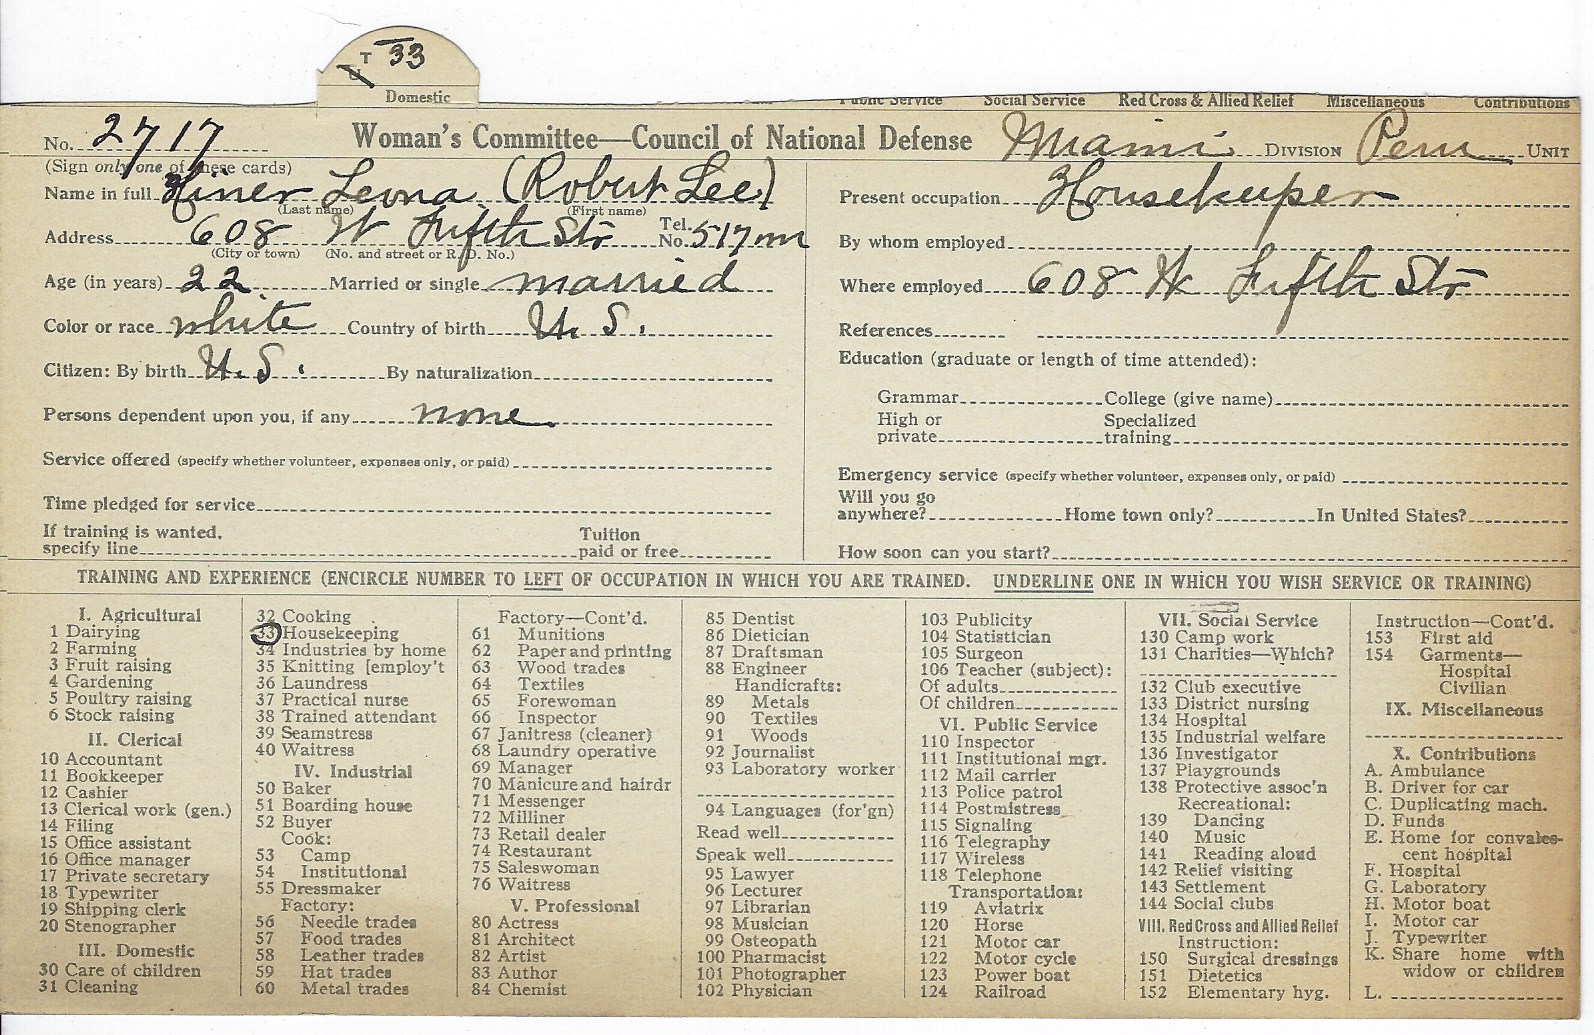 T 33
U
Domestic
Public Service Social Service Red Cross & Allied Relief Miscellaneous Contributions
No. 2717 Woman's Committee—Council of National Defense Miami DIVISION Peru UNIT
(Sign only one of these cards)
Name in full Hiner Leona (Robert Lee)
(Last name) (First name)
Address 608 W Fifth Str Tel. No. 517 m
(City or town) (No. and street or R. D. No.)
Age (in years) 22 Married or single married
Color or race white Country of birth U. S.
Citizen: By birth U. S. By naturalization
Persons dependent upon you, if any none
Service offered (specify whether volunteer, expenses only, or paid)
Time pledged for service
If training is wanted, Tuition
specify line paid or free
Present occupation Housekeeper
By whom employed
Where employed 608 W Fifth Str
References
Education (graduate or length of time attended):
Grammar College (give name)
High or Specialized
private training
Emergency service (specify whether volunteer, expenses only, or paid)
Will you go
anywhere? Home town only? In United States?
How soon can you start?
TRAINING AND EXPERIENCE (ENCIRCLE NUMBER TO LEFT OF OCCUPATION IN WHICH YOU ARE TRAINED. UNDERLINE ONE IN WHICH YOU WISH SERVICE OR TRAINING)
I. Agricultural
1 Dairying
2 Farming
3 Fruit raising
4 Gardening
5 Poultry raising
6 Stock raising
II. Clerical
10 Accountant
11 Bookkeeper
12 Cashier
13 Clerical work (gen.)
14 Filing
15 Office assistant
16 Office manager
17 Private secretary
18 Typewriter
19 Shipping clerk
20 Stenographer
III. Domestic
30 Care of children
31 Cleaning
32 Cooking
33 Housekeeping
34 Industries by home
35 Knitting [employ't
36 Laundress
37 Practical nurse
38 Trained attendant
39 Seamstress
40 Waitress
IV. Industrial
50 Baker
51 Boarding house
52 Buyer
Cook:
53 Camp
54 Institutional
55 Dressmaker
Factory:
56 Needle trades
57 Food trades
58 Leather trades
59 Hat trades
60 Metal trades
Factory—Cont'd.
61 Munitions
62 Paper and printing
63 Wood trades
64 Textiles
65 Forewoman
66 Inspector
67 Janitress (cleaner)
68 Laundry operative
69 Manager
70 Manicure and hairdr
71 Messenger
72 Milliner
73 Retail dealer
74 Restaurant
75 Saleswoman
76 Waitress
V. Professional
80 Actress
81 Architect
82 Artist
83 Author
84 Chemist
85 Dentist
86 Dietician
87 Draftsman
88 Engineer
Handicrafts:
89 Metals
90 Textiles
91 Woods
92 Journalist
93 Laboratory worker
94 Languages (for'gn)
Read well
Speak well
95 Lawyer
96 Lecturer
97 Librarian
98 Musician
99 Osteopath
100 Pharmacist
101 Photographer
102 Physician
103 Publicity
104 Statistician
105 Surgeon
106 Teacher (subject):
Of adults
Of children
VI. Public Service
110 Inspector
111 Institutional mgr.
112 Mail carrier
113 Police patrol
114 Postmistress
115 Signaling
116 Telegraphy
117 Wireless
118 Telephone
Transportation:
119 Aviatrix
120 Horse
121 Motor car
122 Motor cycle
123 Power boat
124 Railroad
VII. Social Service
130 Camp work
131 Charities—Which?
132 Club executive
133 District nursing
134 Hospital
135 Industrial welfare
136 Investigator
137 Playgrounds
138 Protective assoc'n
Recreational:
139 Dancing
140 Music
141 Reading aloud
142 Relief visiting
143 Settlement
144 Social clubs
VIII. Red Cross and Allied Relief
Instruction:
150 Surgical dressings
151 Dietetics
152 Elementary hyg.
Instruction—Cont'd.
153 First aid
154 Garments—
Hospital
Civilian
IX. Miscellaneous
X. Contributions
A. Ambulance
B. Driver for car
C. Duplicating mach.
D. Funds
E. Home for convales-
cent hospital
F. Hospital
G. Laboratory
H. Motor boat
I. Motor car
J. Typewriter
K. Share home with
widow or children
L.